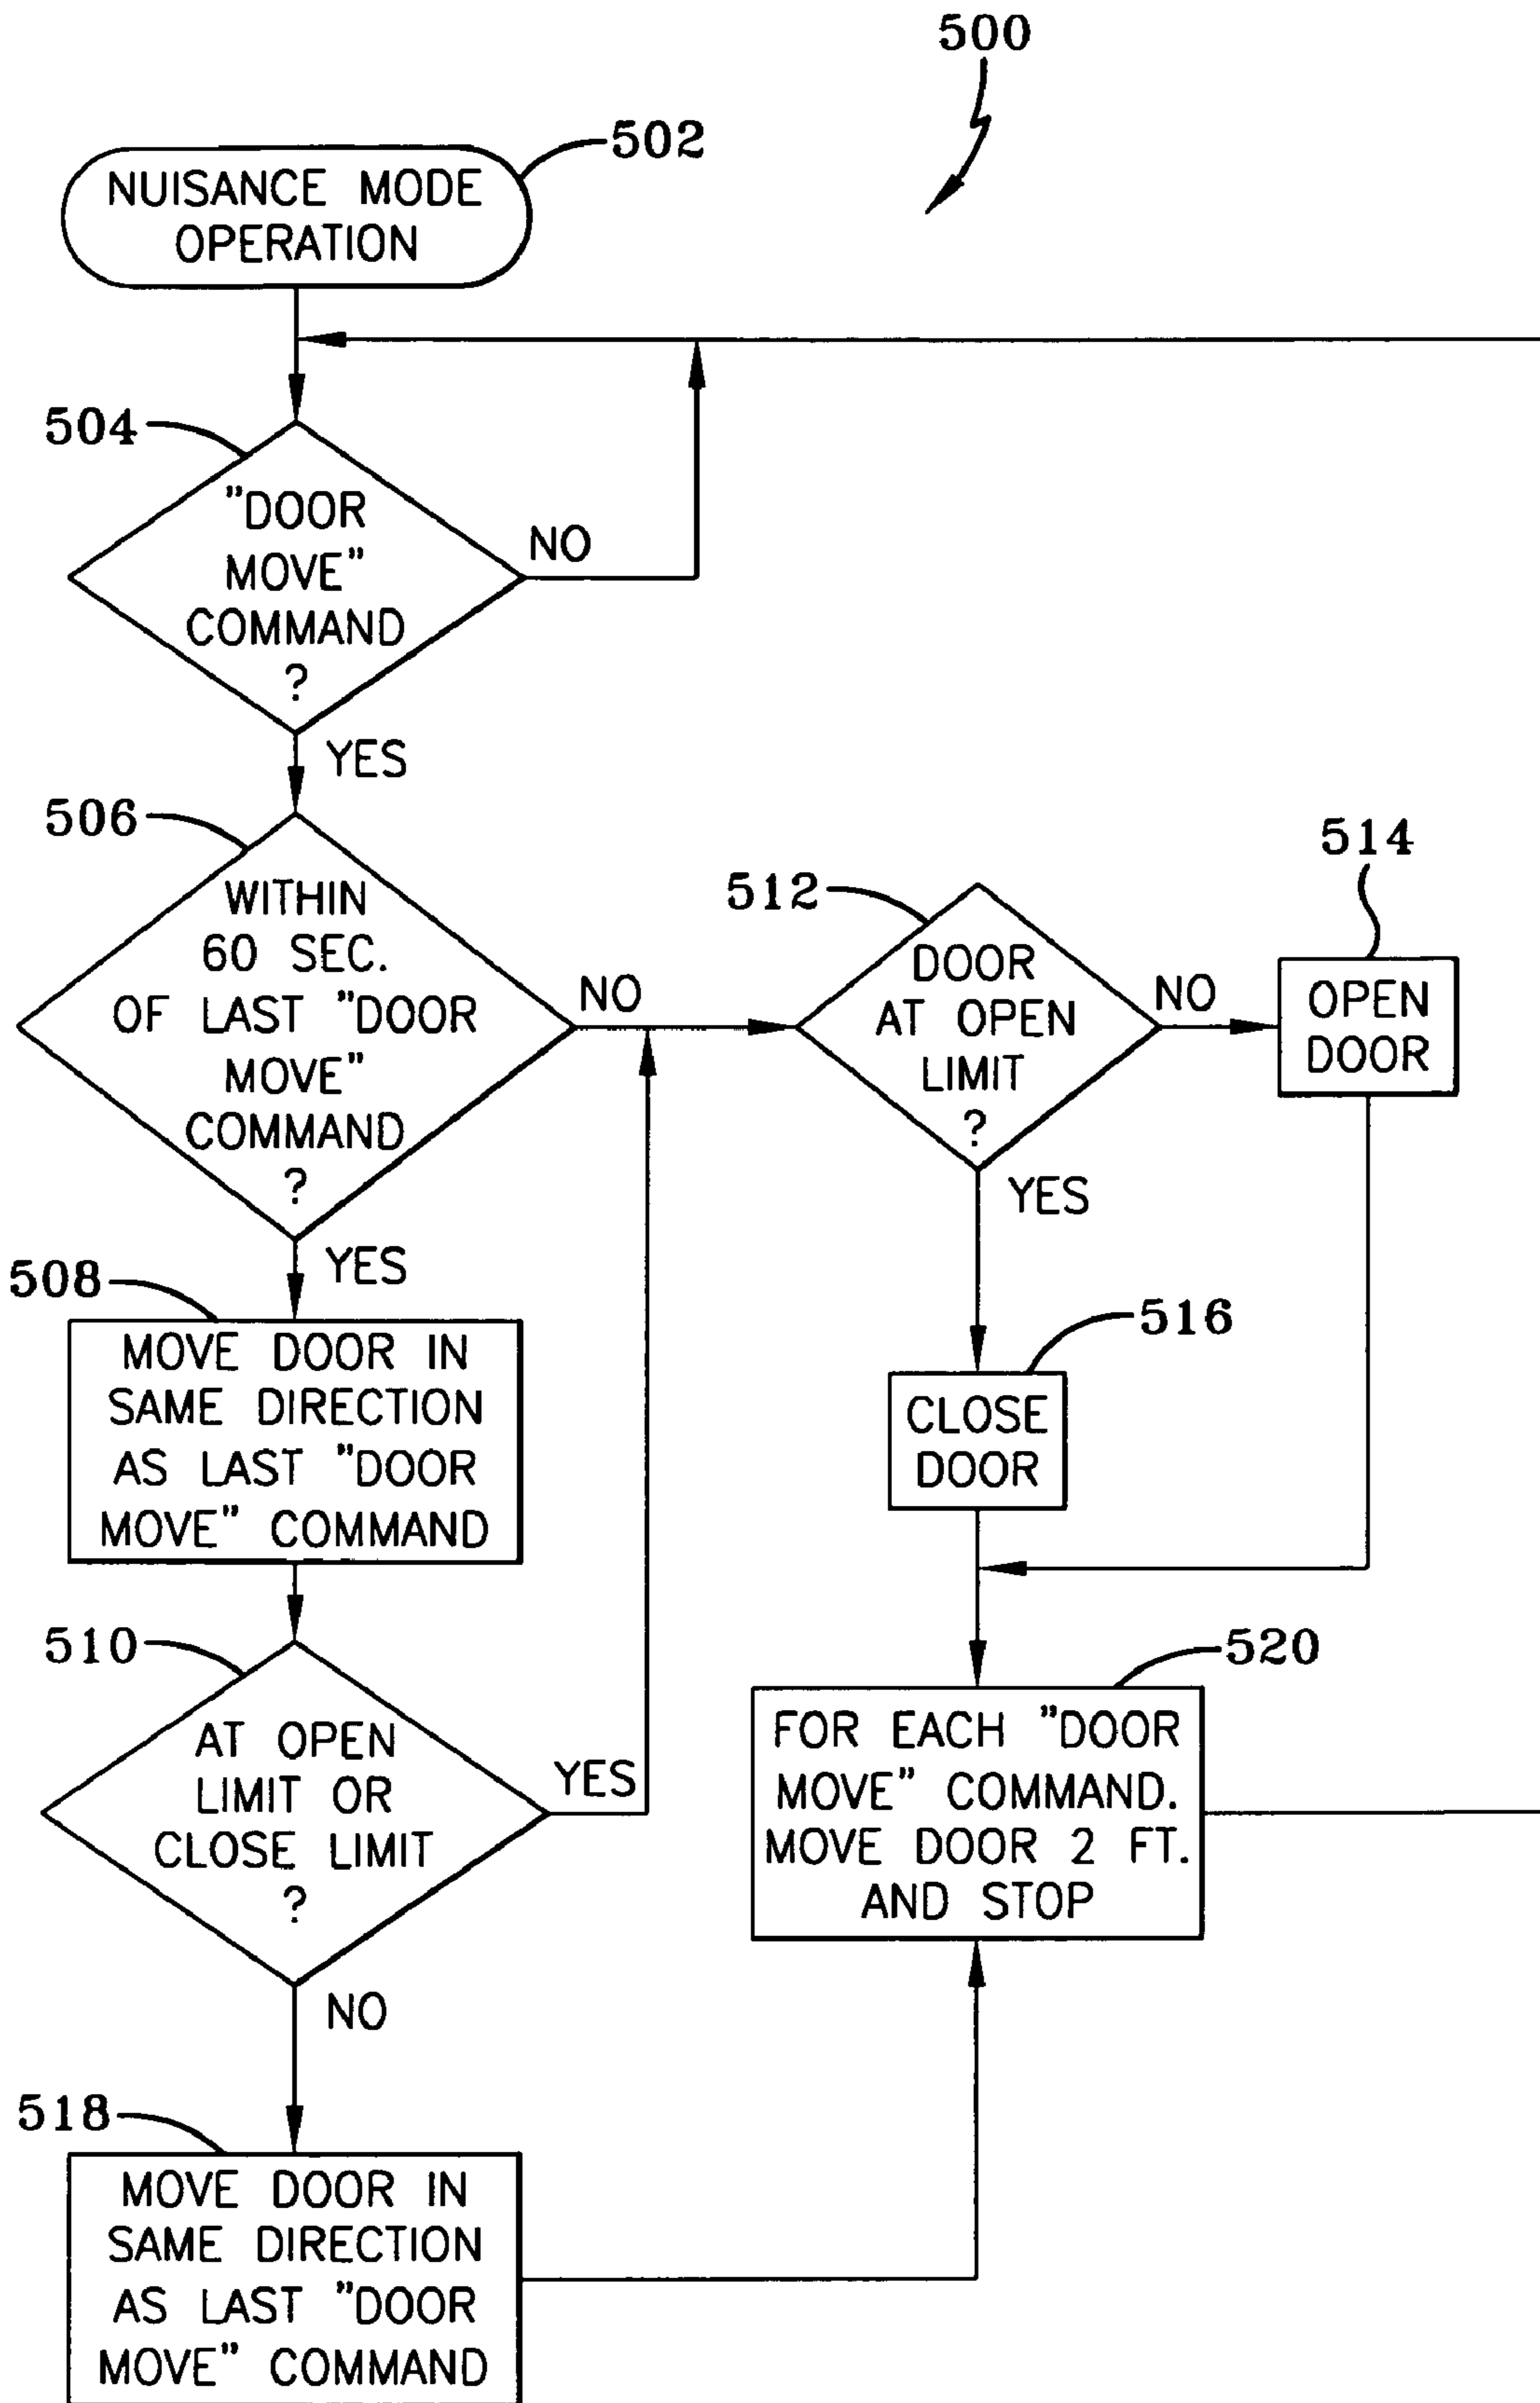 500
502
NUISANCE MODE
OPERATION
504
"DOOR
MOVE"
COMMAND
?
NO
YES
506
WITHIN
60 SEC.
OF LAST "DOOR
MOVE"
COMMAND
?
NO
YES
512
DOOR
AT OPEN
LIMIT
?
NO
YES
514
OPEN
DOOR
508
MOVE DOOR IN
SAME DIRECTION
AS LAST "DOOR
MOVE" COMMAND
516
CLOSE
DOOR
510
AT OPEN
LIMIT OR
CLOSE LIMIT
?
YES
NO
520
FOR EACH "DOOR
MOVE" COMMAND.
MOVE DOOR 2 FT.
AND STOP
518
MOVE DOOR IN
SAME DIRECTION
AS LAST "DOOR
MOVE" COMMAND